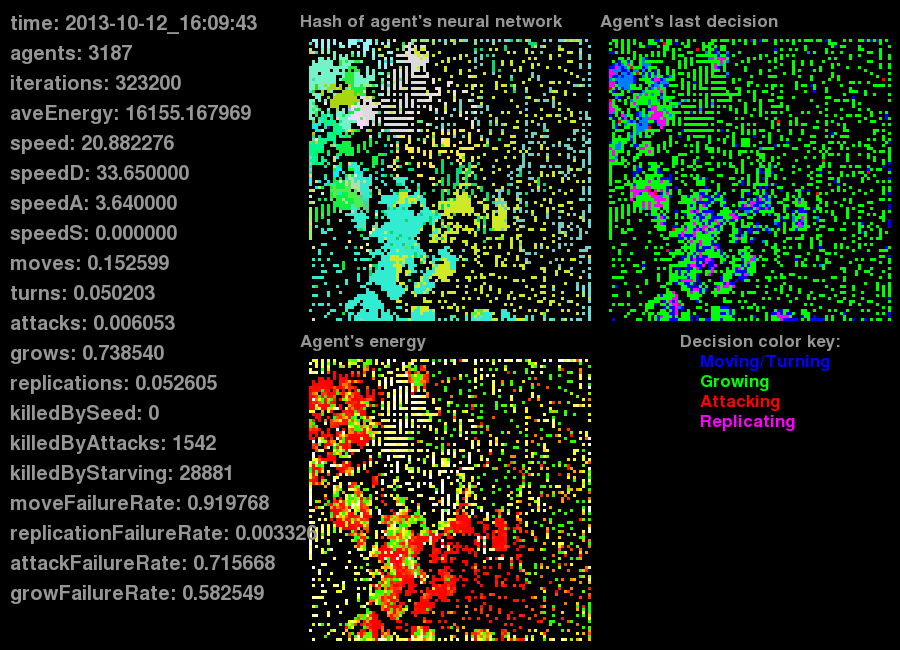 time: 2013-10-12_16:09:43
agents: 3187
iterations: 323200
aveEnergy: 16155.167969
speed: 20.882276
speedD: 33.650000
speedA: 3.640000
speedS: 0.000000
moves: 0.152599
turns: 0.050203
attacks: 0.006053
grows: 0.738540
replications: 0.052605
killedBySeed: 0
killedByAttacks: 1542
killedByStarving: 28881
moveFailureRate: 0.919768
replicationFailureRate: 0.003326
attackFailureRate: 0.715668
growFailureRate: 0.582549
Hash of agent's neural network
Agent's last decision
Agent's energy
Decision color key:
Moving/Turning
Growing
Attacking
Replicating